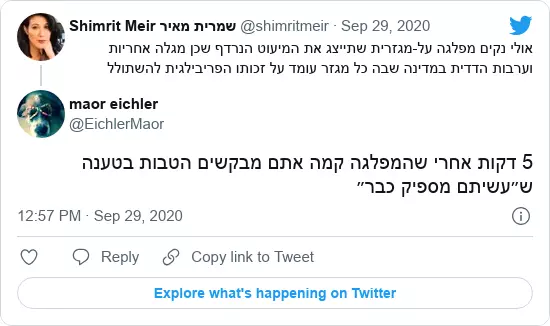 Shimrit Meir שמרית מאיר @shimritmeir · Sep 29, 2020
אולי נקים מפלגה על-מגזרית שתייצג את המיעוט הנרדף שכן מגלה אחריות
וערבות הדדית במדינה שבה כל מגזר עומד על זכותו הפריבילגית להשתולל
maor eichler
@EichlerMaor
5 דקות אחרי שהמפלגה קמה אתם מבקשים הטבות בטענה
ש״עשיתם מספיק כבר״
12:57 PM · Sep 29, 2020
Reply
Copy link to Tweet
Explore what's happening on Twitter